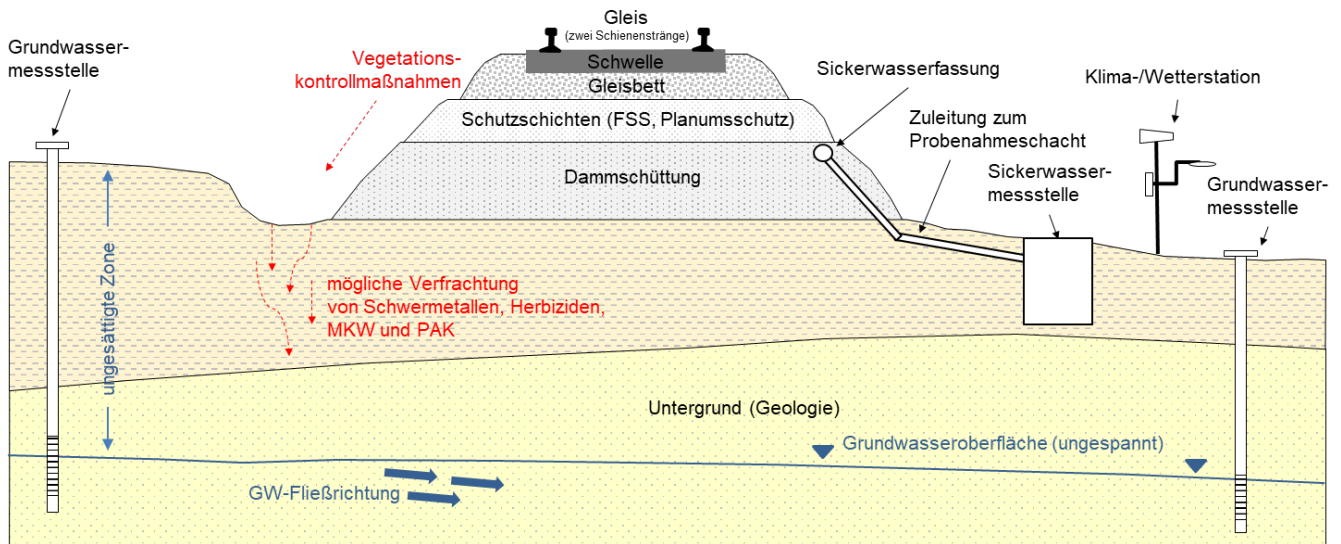 Gleis
(zwei Schienenstränge)
Grundwasser-
messstelle
Vegetations-
kontrollmaßnahmen
Schwelle
Gleisbett
Sickerwasserfassung
Klima-/Wetterstation
Schutzschichten (FSS, Planumsschutz)
Zuleitung zum
Probenahmeschacht
Dammschüttung
Sickerwasser-
messstelle
Grundwasser-
messstelle
ungesättigte Zone
mögliche Verfrachtung
von Schwermetallen, Herbiziden,
MKW und PAK
Untergrund (Geologie)
Grundwasseroberfläche (ungespannt)
GW-Fließrichtung